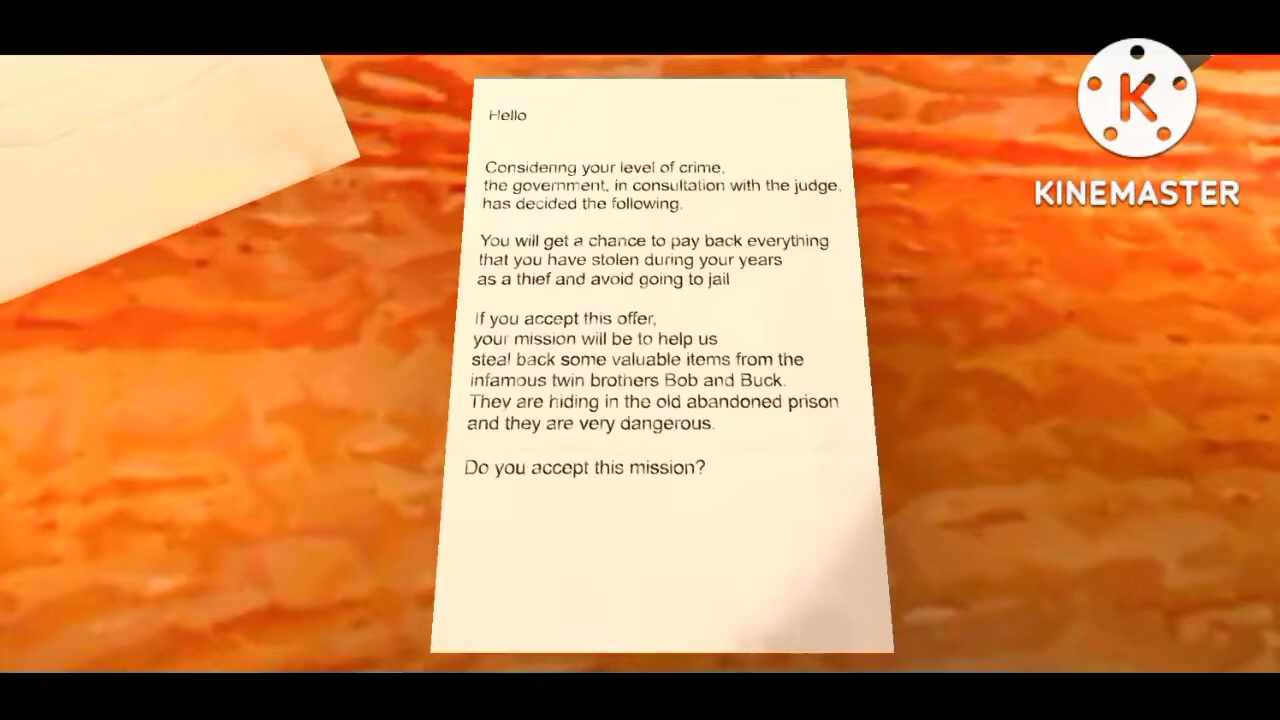 Hello
Considering your level of crime,
the government, in consultation with the judge,
has decided the following.
You will get a chance to pay back everything
that you have stolen during your years
as a thief and avoid going to jail
If you accept this offer,
your mission will be to help us
steal back some valuable items from the
infamous twin brothers Bob and Buck.
They are hiding in the old abandoned prison
and they are very dangerous.
Do you accept this mission?
K
KINEMASTER